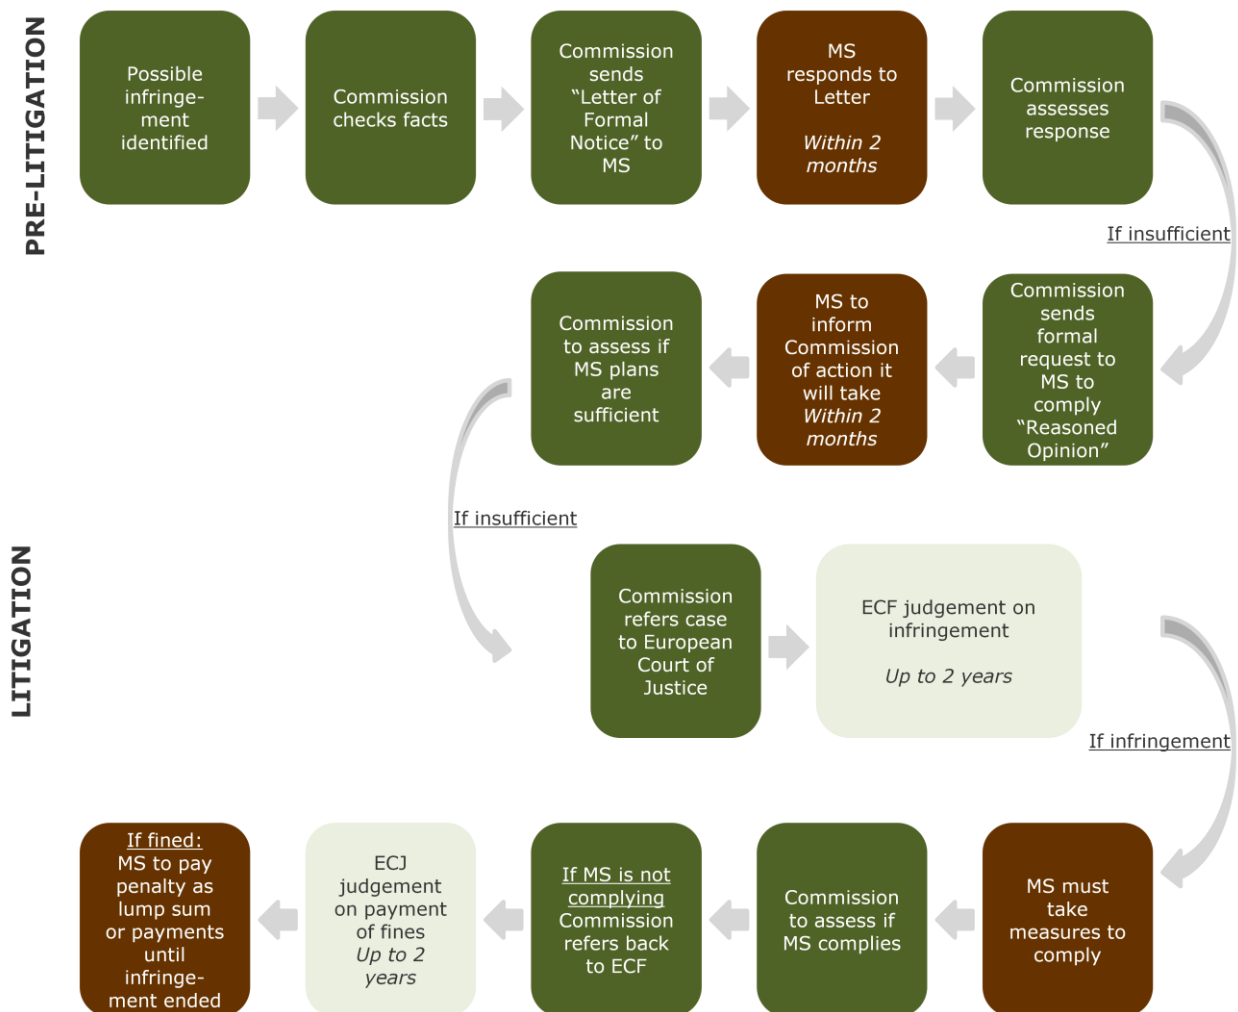 PRE-LITIGATION
Possible
infringe-
ment
identified
Commission
checks facts
Commission
sends
“Letter of
Formal
Notice” to
MS
MS
responds to
Letter
Within 2
months
Commission
assesses
response
If insufficient
Commission
sends
formal
request to
MS to
comply
“Reasoned
Opinion”
MS to
inform
Commission
of action it
will take
Within 2
months
Commission
to assess if
MS plans
are
sufficient
If insufficient
LITIGATION
Commission
refers case
to European
Court of
Justice
ECF judgement on
infringement
Up to 2 years
If infringement
MS must
take
measures to
comply
Commission
to assess if
MS complies
If MS is not
complying
Commission
refers back
to ECF
ECJ
judgement
on payment
of fines
Up to 2
years
If fined:
MS to pay
penalty as
lump sum
or payments
until
infringe-
ment ended